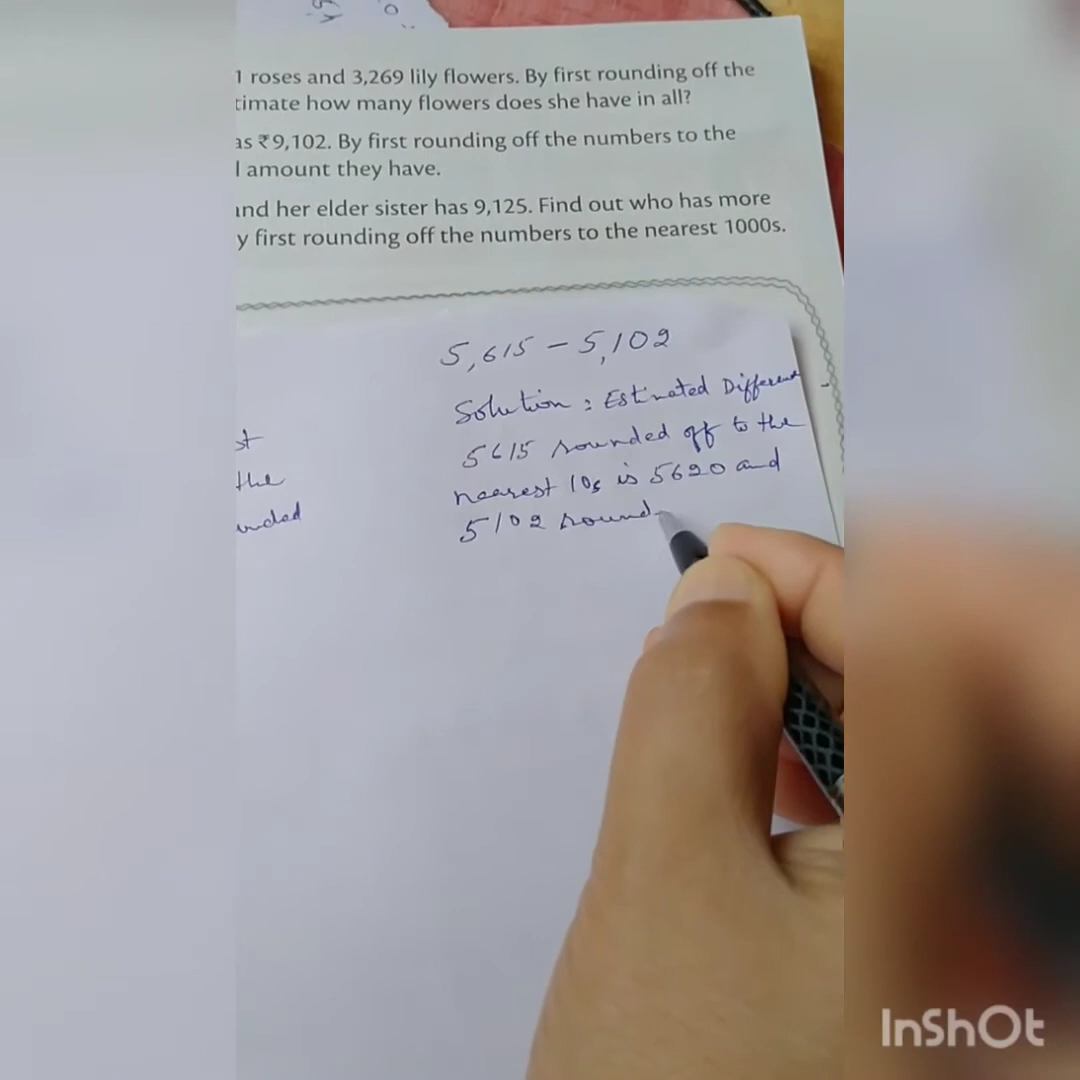 1 roses and 3,269 lily flowers. By first rounding off the
timate how many flowers does she have in all?
as ₹9,102. By first rounding off the numbers to the
l amount they have.
and her elder sister has 9,125. Find out who has more
y first rounding off the numbers to the nearest 1000s.
5,615 – 5,102
Solution : Estimated Different
5615 rounded off to the
nearest 10s is 5620 and
5102 round
st
the
unded
InShOt